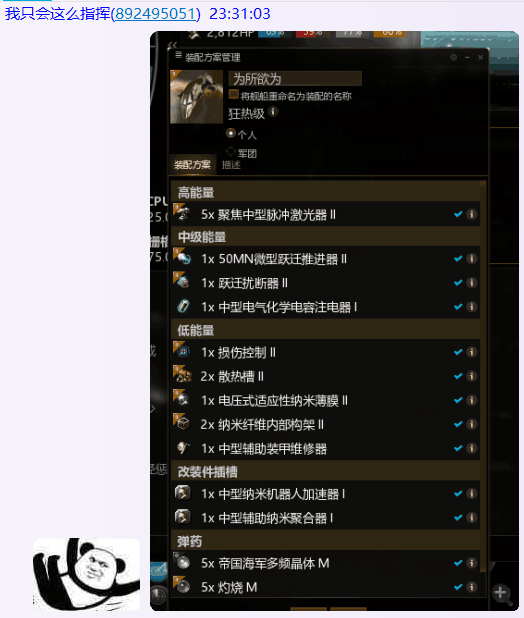 我只会这么指挥(892495051) 23:31:03
2,812HP
装配方案管理
为所欲为
将舰船重命名为装配的名称
狂热级
个人
军团
装配方案 描述
高能量
5x 聚焦中型脉冲激光器 II
中级能量
1x 50MN微型跃迁推进器 II
1x 跃迁扰断器 II
1x 中型电气化学电容注电器 I
低能量
1x 损伤控制 II
2x 散热槽 II
1x 电压式适应性纳米薄膜 II
2x 纳米纤维内部构架 II
1x 中型辅助装甲维修器
改装件插槽
1x 中型纳米机器人加速器 I
1x 中型辅助纳米聚合器 I
弹药
5x 帝国海军多频晶体 M
5x 灼烧 M